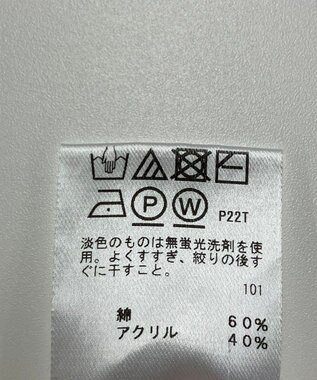 P W P22T
淡色のものは無蛍光洗剤を使
用。よくすすぎ、絞りの後す
ぐに干すこと。
101
綿 60%
アクリル 40%